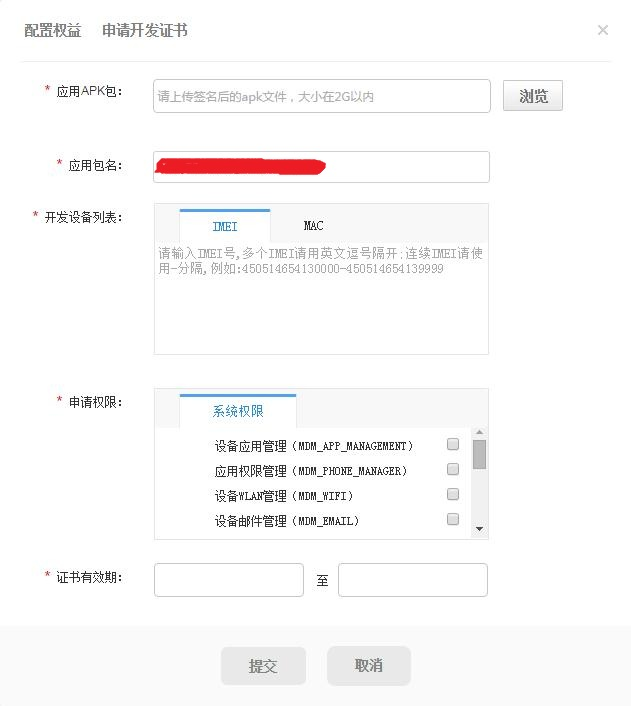 配置权益 申请开发证书 ×
* 应用APK包： 请上传签名后的apk文件，大小在2G以内 浏览
* 应用包名：
* 开发设备列表： IMEI MAC
请输入IMEI号,多个IMEI请用英文逗号隔开;连续IMEI请使
用-分隔,例如:450514654130000-450514654139999
* 申请权限： 系统权限
设备应用管理（MDM_APP_MANAGEMENT）
应用权限管理（MDM_PHONE_MANAGER）
设备WLAN管理（MDM_WIFI）
设备邮件管理（MDM_EMAIL）
* 证书有效期： 至
提交 取消